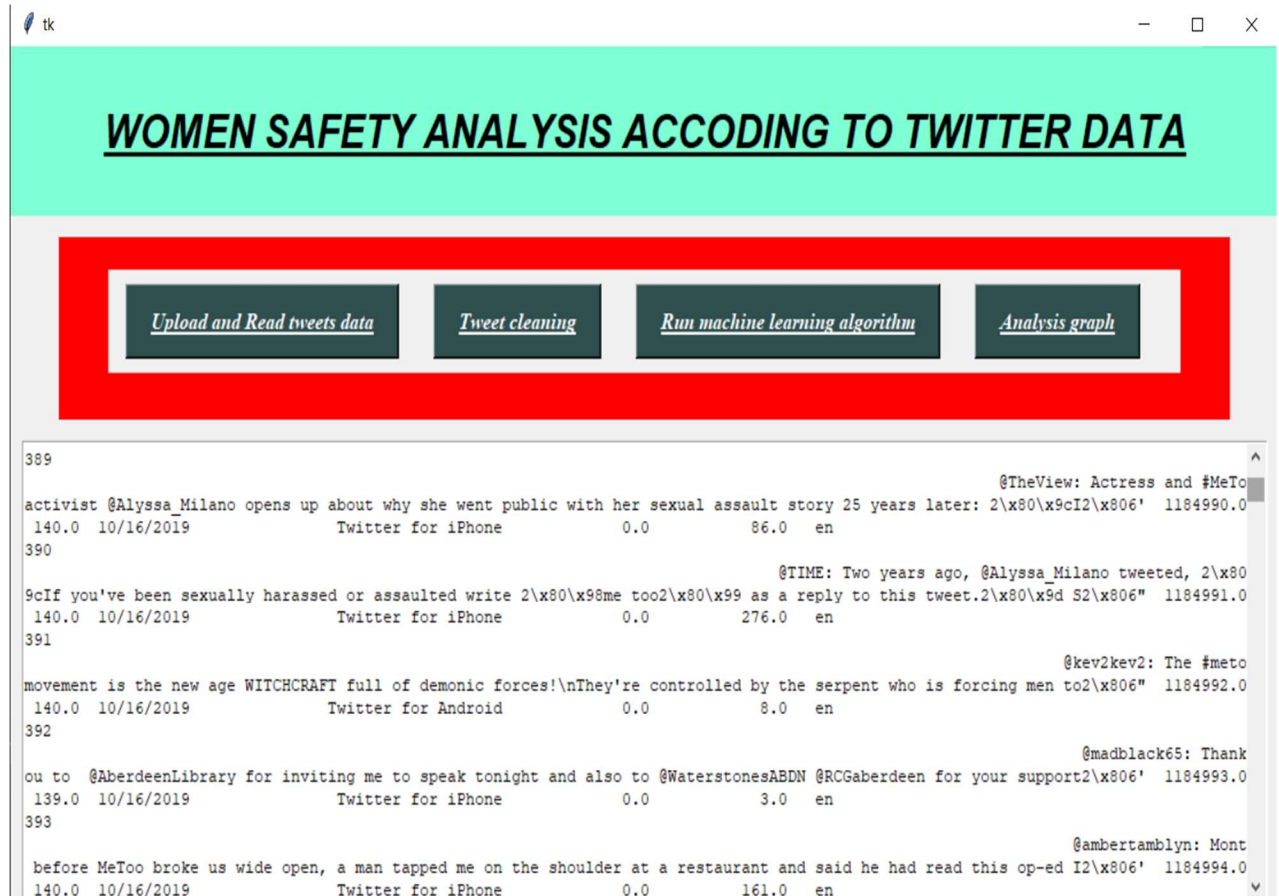 tk
WOMEN SAFETY ANALYSIS ACCODING TO TWITTER DATA
Upload and Read tweets data
Tweet cleaning
Run machine learning algorithm
Analysis graph
389
@TheView: Actress and #MeTo
activist @Alyssa_Milano opens up about why she went public with her sexual assault story 25 years later: 2\x80\x9cI2\x806' 1184990.0
140.0 10/16/2019 Twitter for iPhone 0.0 86.0 en
390
@TIME: Two years ago, @Alyssa_Milano tweeted, 2\x80
9cIf you've been sexually harassed or assaulted write 2\x80\x98me too2\x80\x99 as a reply to this tweet.2\x80\x9d S2\x806" 1184991.0
140.0 10/16/2019 Twitter for iPhone 0.0 276.0 en
391
@kev2kev2: The #meto
movement is the new age WITCHCRAFT full of demonic forces!\nThey're controlled by the serpent who is forcing men to2\x806" 1184992.0
140.0 10/16/2019 Twitter for Android 0.0 8.0 en
392
@madblack65: Thank
ou to @AberdeenLibrary for inviting me to speak tonight and also to @WaterstonesABDN @RCGaberdeen for your support2\x806' 1184993.0
139.0 10/16/2019 Twitter for iPhone 0.0 3.0 en
393
@ambertamblyn: Mont
before MeToo broke us wide open, a man tapped me on the shoulder at a restaurant and said he had read this op-ed I2\x806' 1184994.0
140.0 10/16/2019 Twitter for iPhone 0.0 161.0 en